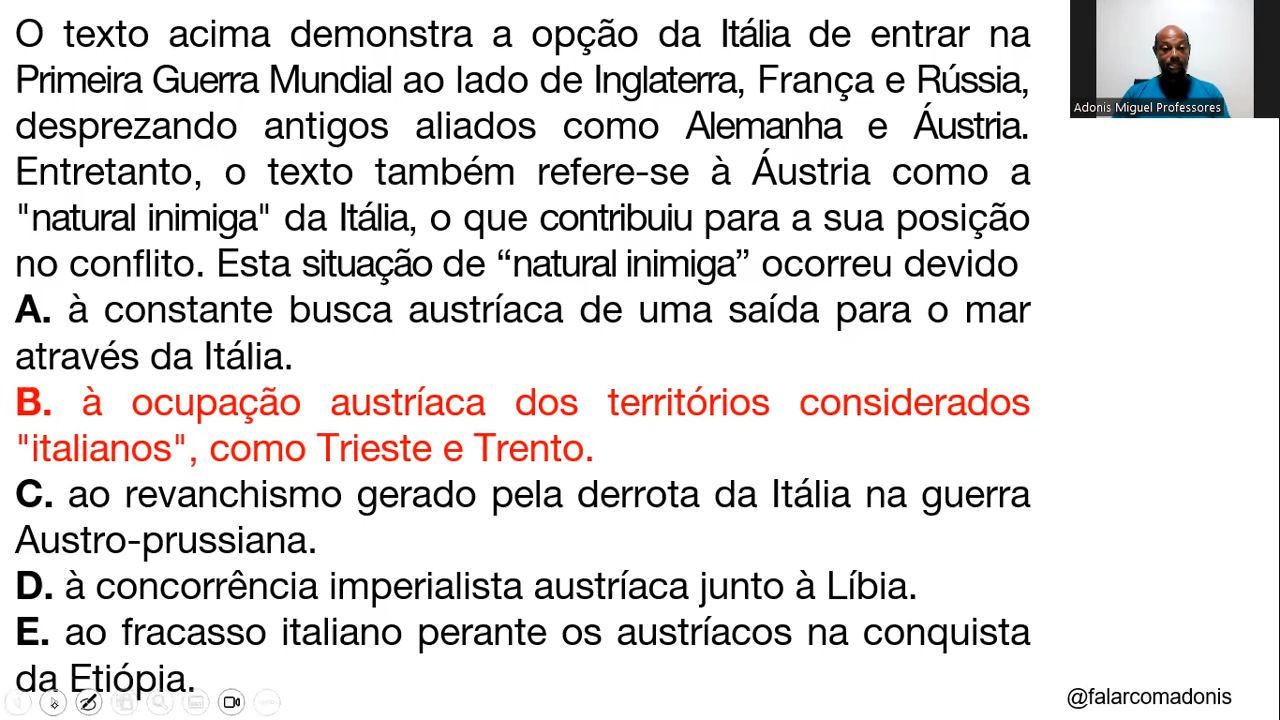 O texto acima demonstra a opção da Itália de entrar na
Primeira Guerra Mundial ao lado de Inglaterra, França e Rússia,
desprezando antigos aliados como Alemanha e Áustria.
Entretanto, o texto também refere-se à Áustria como a
"natural inimiga" da Itália, o que contribuiu para a sua posição
no conflito. Esta situação de “natural inimiga” ocorreu devido
A. à constante busca austríaca de uma saída para o mar
através da Itália.
B. à ocupação austríaca dos territórios considerados
"italianos", como Trieste e Trento.
C. ao revanchismo gerado pela derrota da Itália na guerra
Austro-prussiana.
D. à concorrência imperialista austríaca junto à Líbia.
E. ao fracasso italiano perante os austríacos na conquista
da Etiópia.
Adonis Miguel Professores
@falarcomadonis